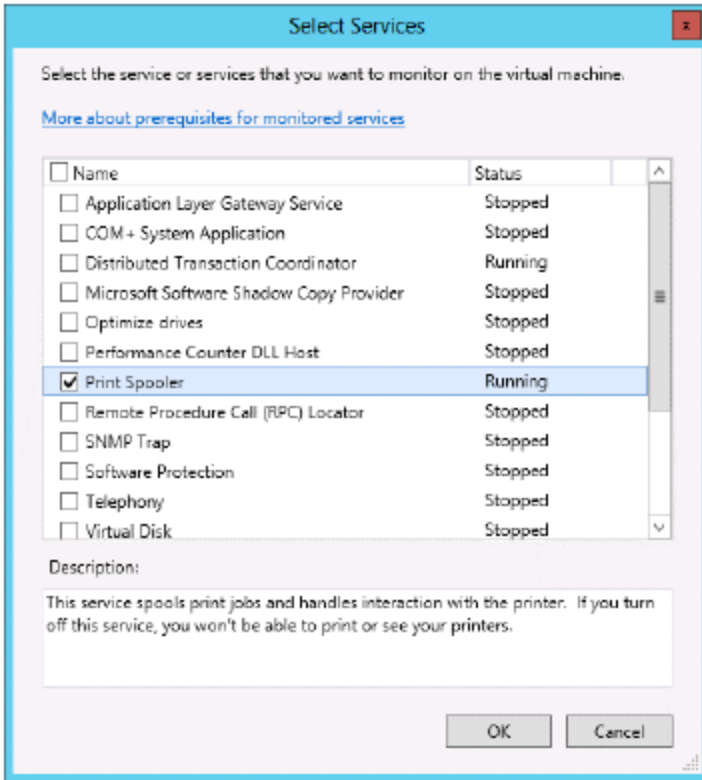 Select Services
x
Select the service or services that you want to monitor on the virtual machine.
More about prerequisites for monitored services
Name Status
Application Layer Gateway Service Stopped
COM+ System Application Stopped
Distributed Transaction Coordinator Running
Microsoft Software Shadow Copy Provider Stopped
Optimize drives Stopped
Performance Counter DLL Host Stopped
Print Spooler Running
Remote Procedure Call (RPC) Locator Stopped
SNMP Trap Stopped
Software Protection Stopped
Telephony Stopped
Virtual Disk Stopped
Description:
This service spools print jobs and handles interaction with the printer. If you turn
off this service, you won't be able to print or see your printers.
OK Cancel